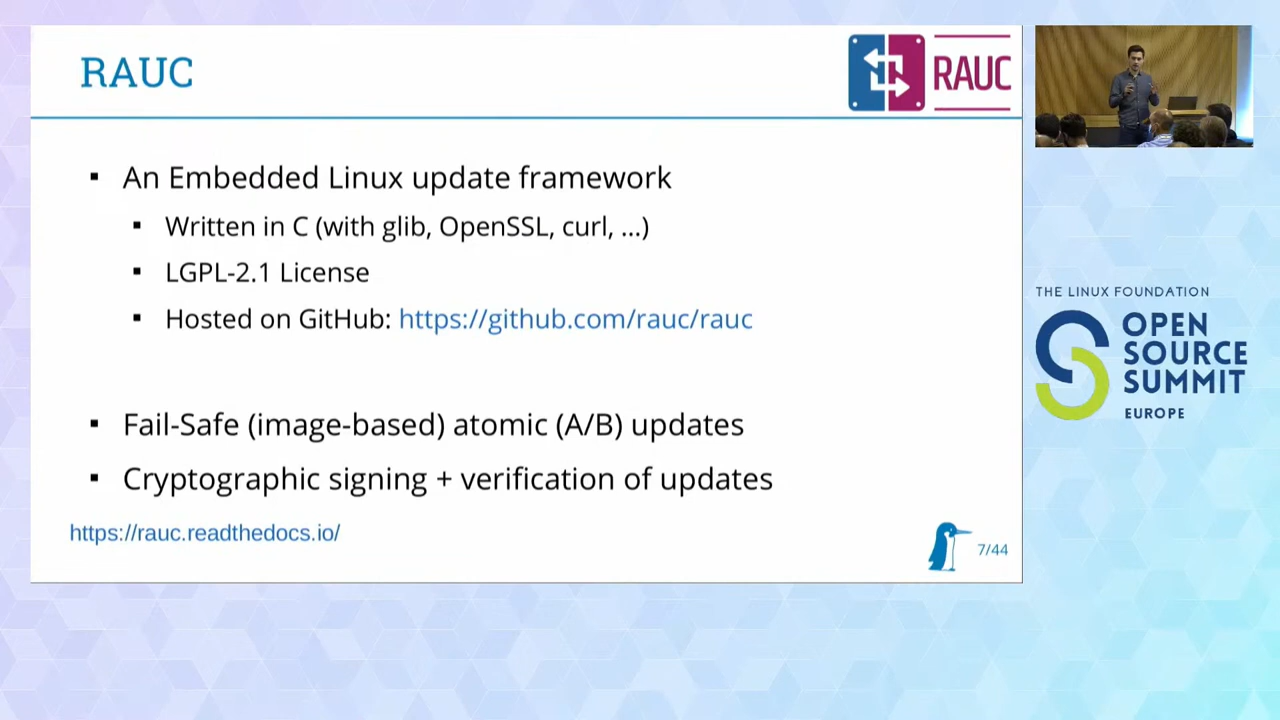 RAUC
RAUC
▪ An Embedded Linux update framework
▪ Written in C (with glib, OpenSSL, curl, ...)
▪ LGPL-2.1 License
▪ Hosted on GitHub: https://github.com/rauc/rauc
▪ Fail-Safe (image-based) atomic (A/B) updates
▪ Cryptographic signing + verification of updates
https://rauc.readthedocs.io/
7/44
THE LINUX FOUNDATION
OPEN
SOURCE
SUMMIT
EUROPE